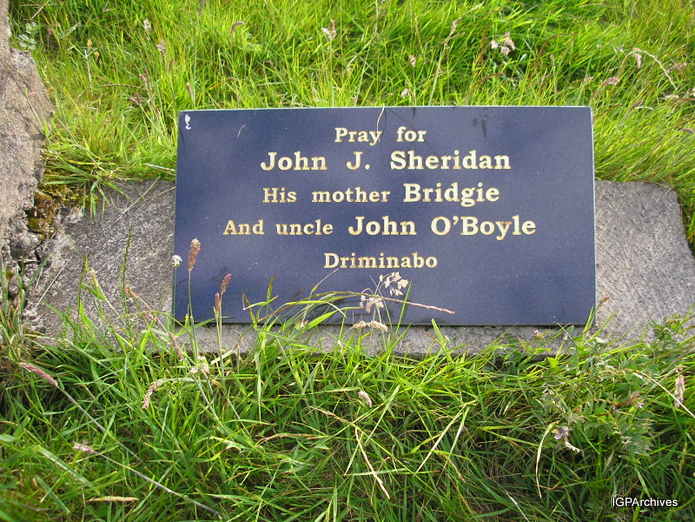 Pray for
John J. Sheridan
His mother Bridgie
And uncle John O'Boyle
Driminabo
IGPArchives